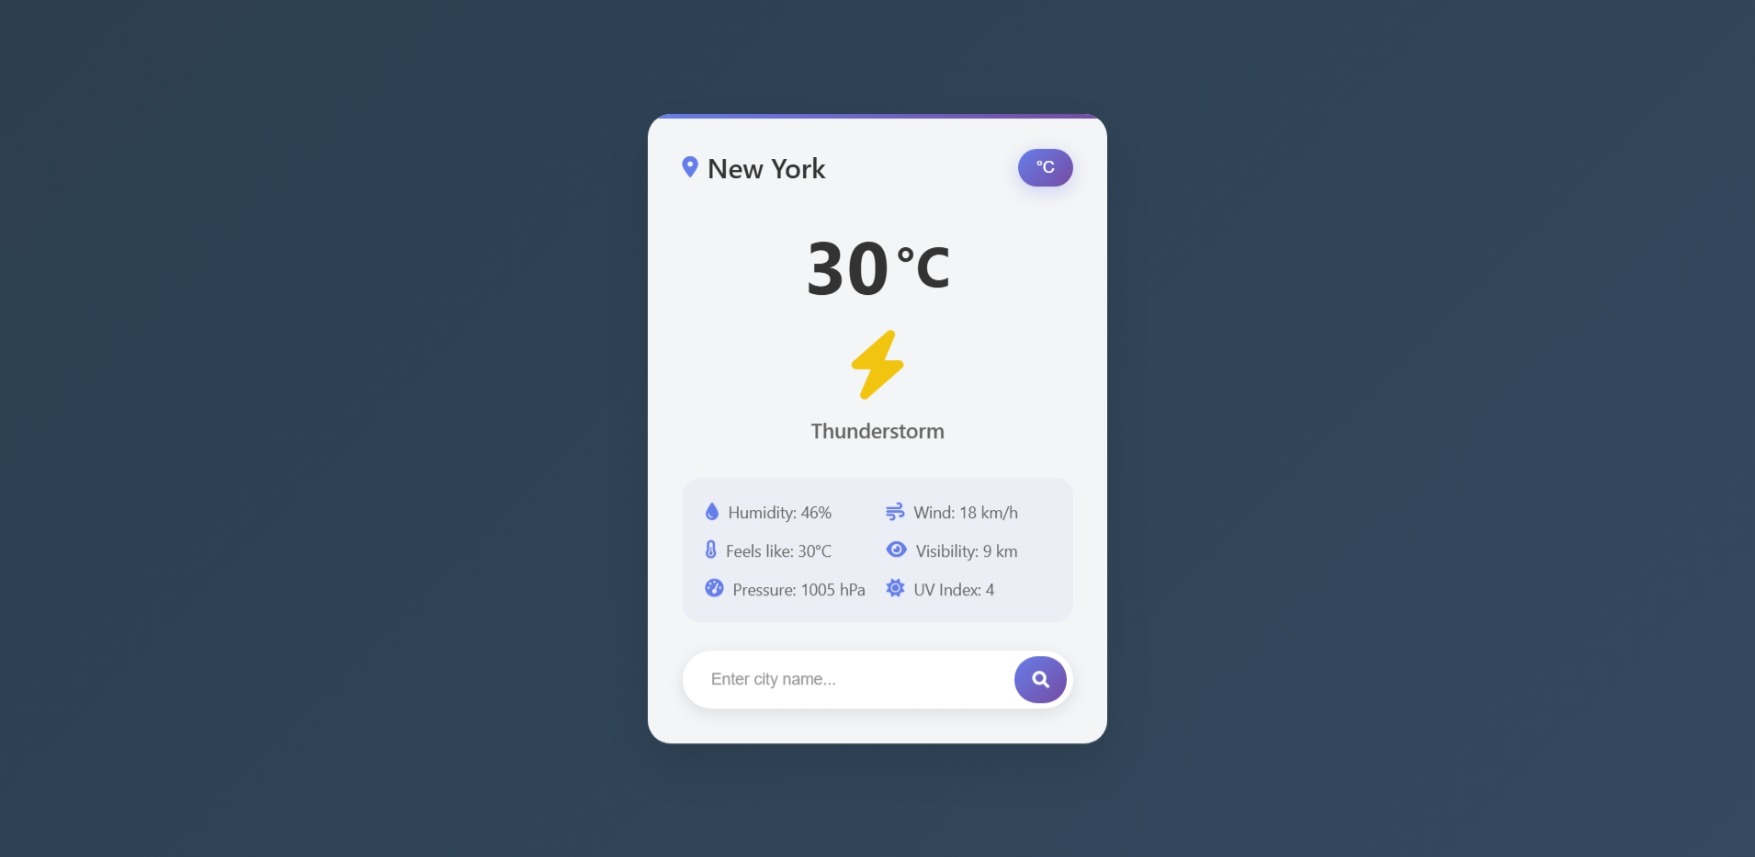 New York
°C
30°C
Thunderstorm
Humidity: 46%
Wind: 18 km/h
Feels like: 30°C
Visibility: 9 km
Pressure: 1005 hPa
UV Index: 4
Enter city name...